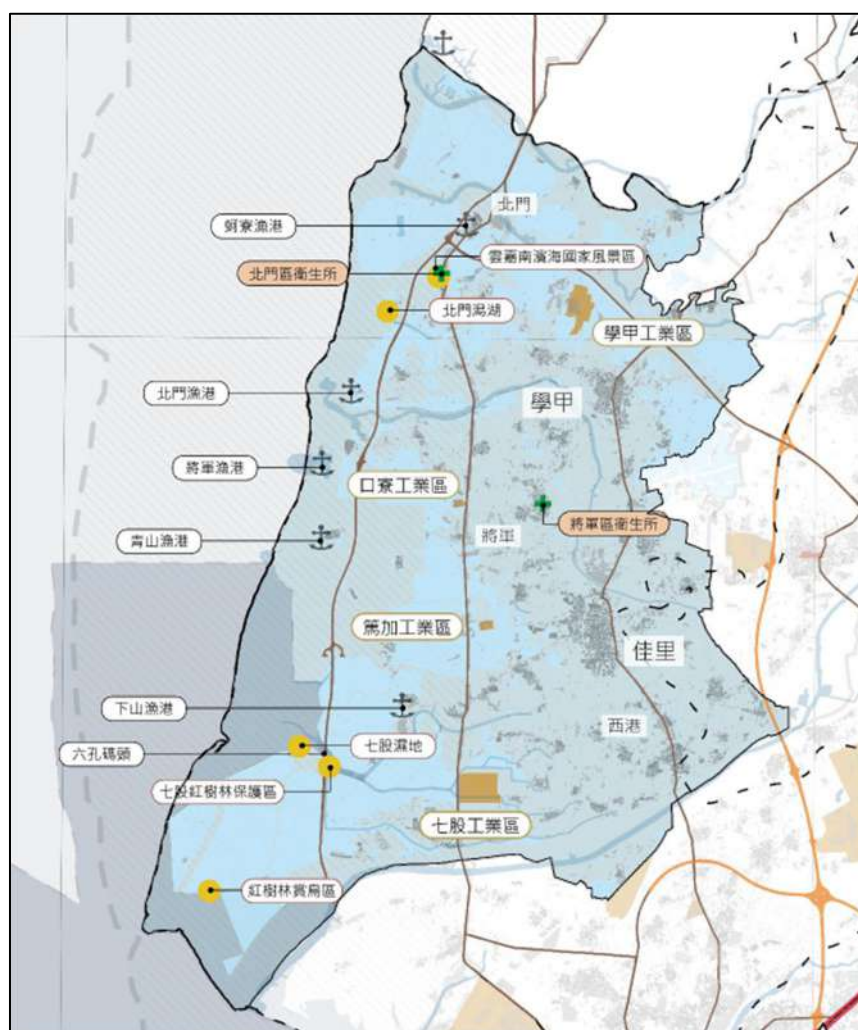 北門
蚵寮漁港
雲嘉南濱海國家風景區
北門區衛生所
北門潟湖
學甲工業區
北門漁港
學甲
將軍漁港
口寮工業區
將軍區衛生所
將軍
青山漁港
篤加工業區
佳里
下山漁港
西港
七股濕地
六孔碼頭
七股紅樹林保護區
七股工業區
紅樹林賞鳥區